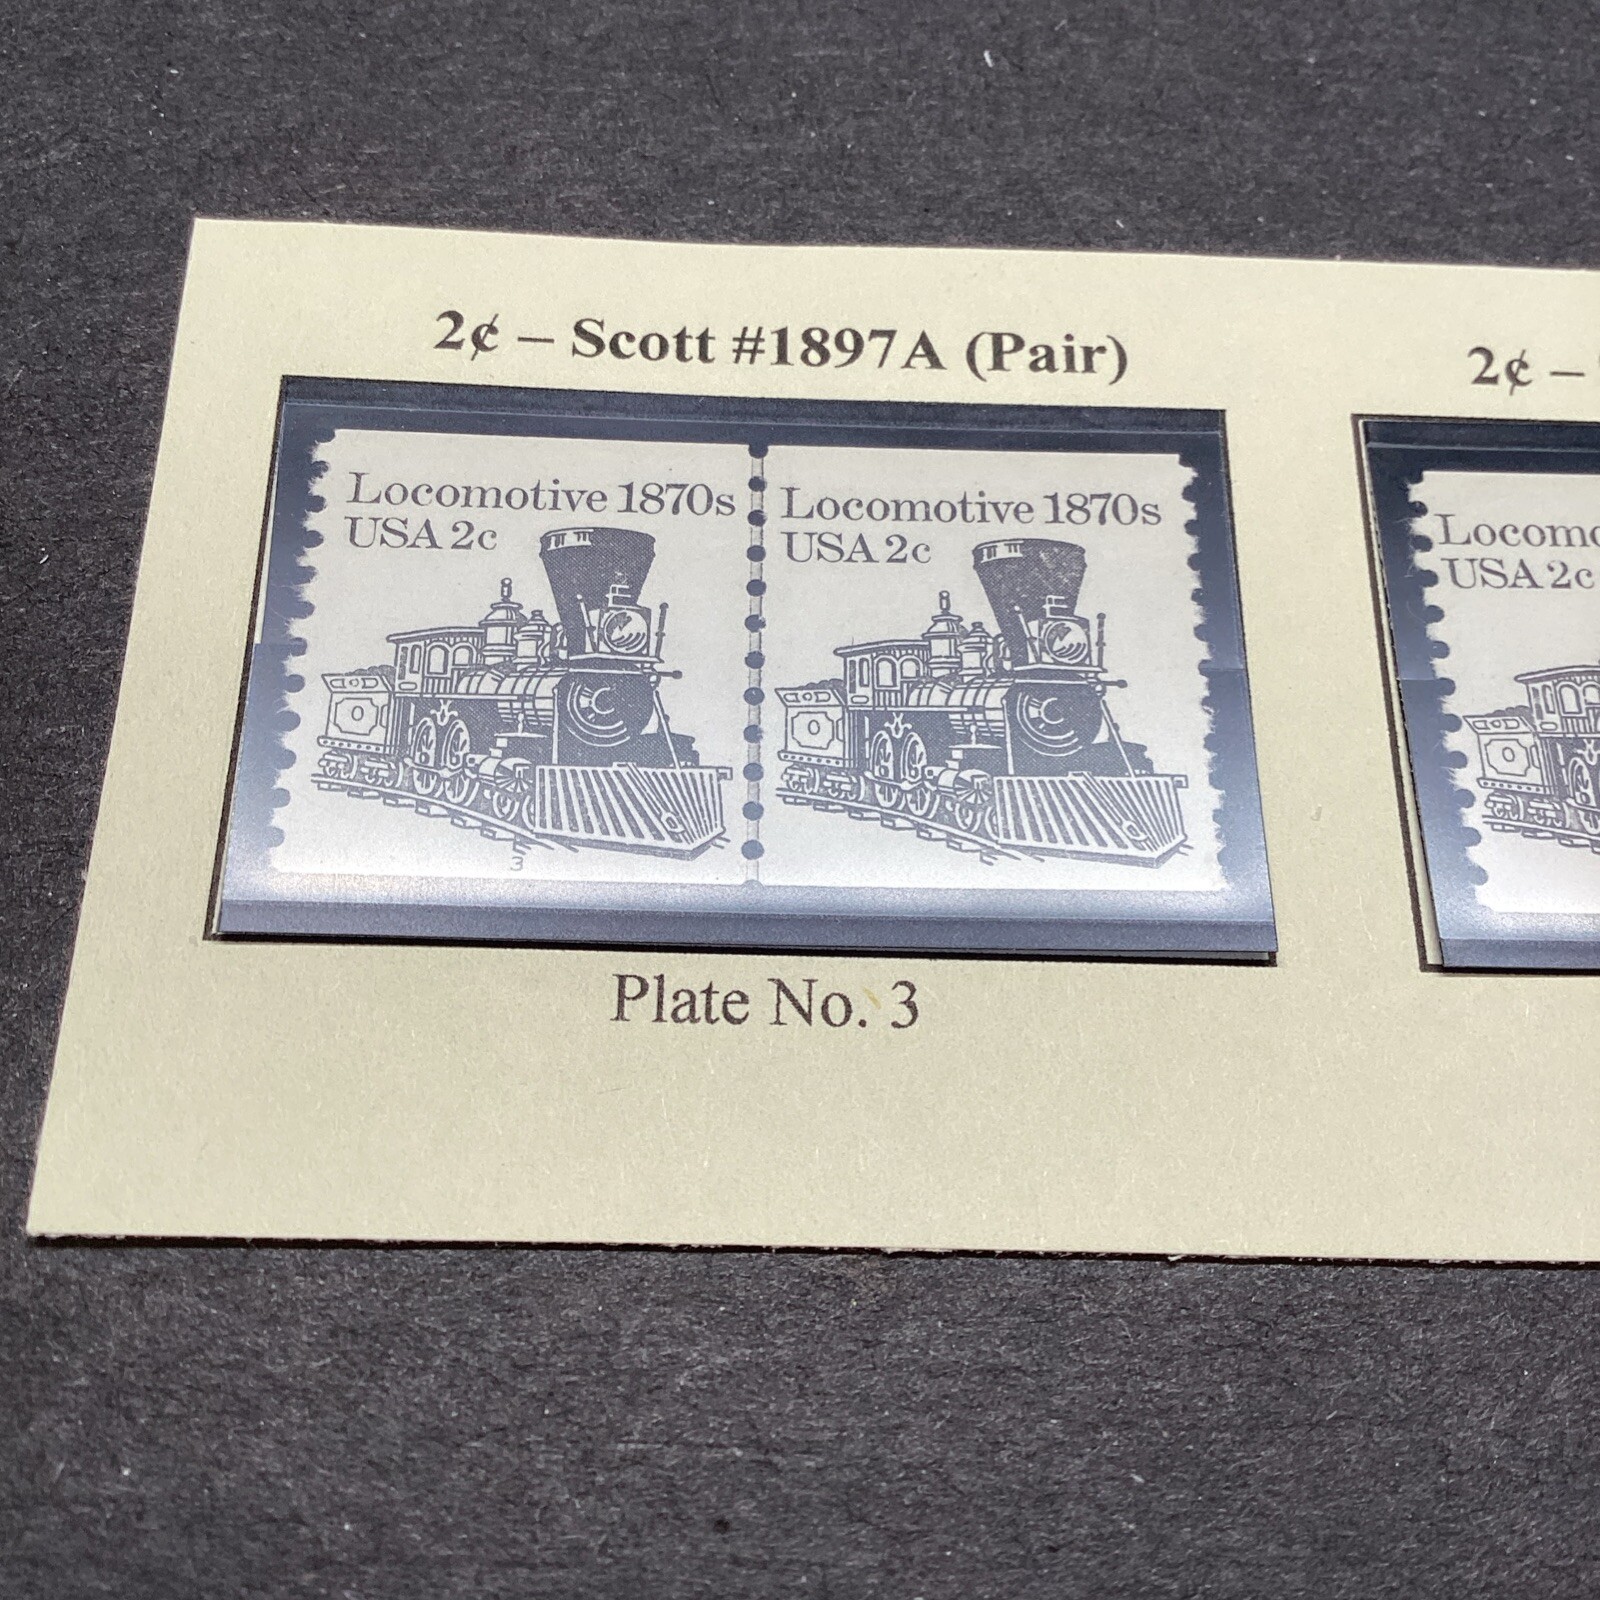 2¢ – Scott #1897A (Pair)
Locomotive 1870s
USA 2c
3
Locomotive 1870s
USA 2c
Plate No. 3
2¢ –
USA 2c